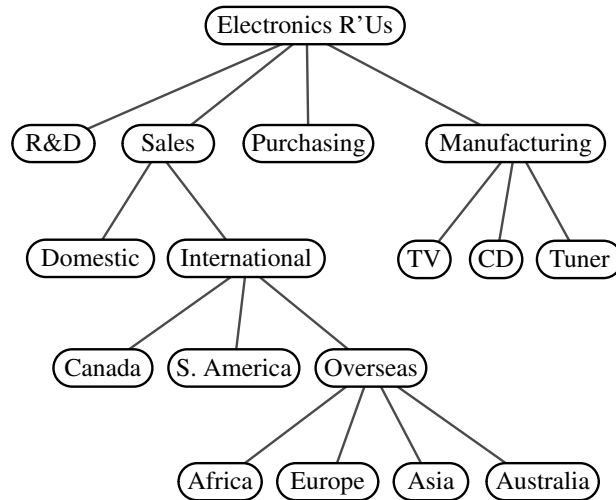 Electronics R'Us
R&D Sales Purchasing Manufacturing
Domestic International TV CD Tuner
Canada S. America Overseas
Africa Europe Asia Australia